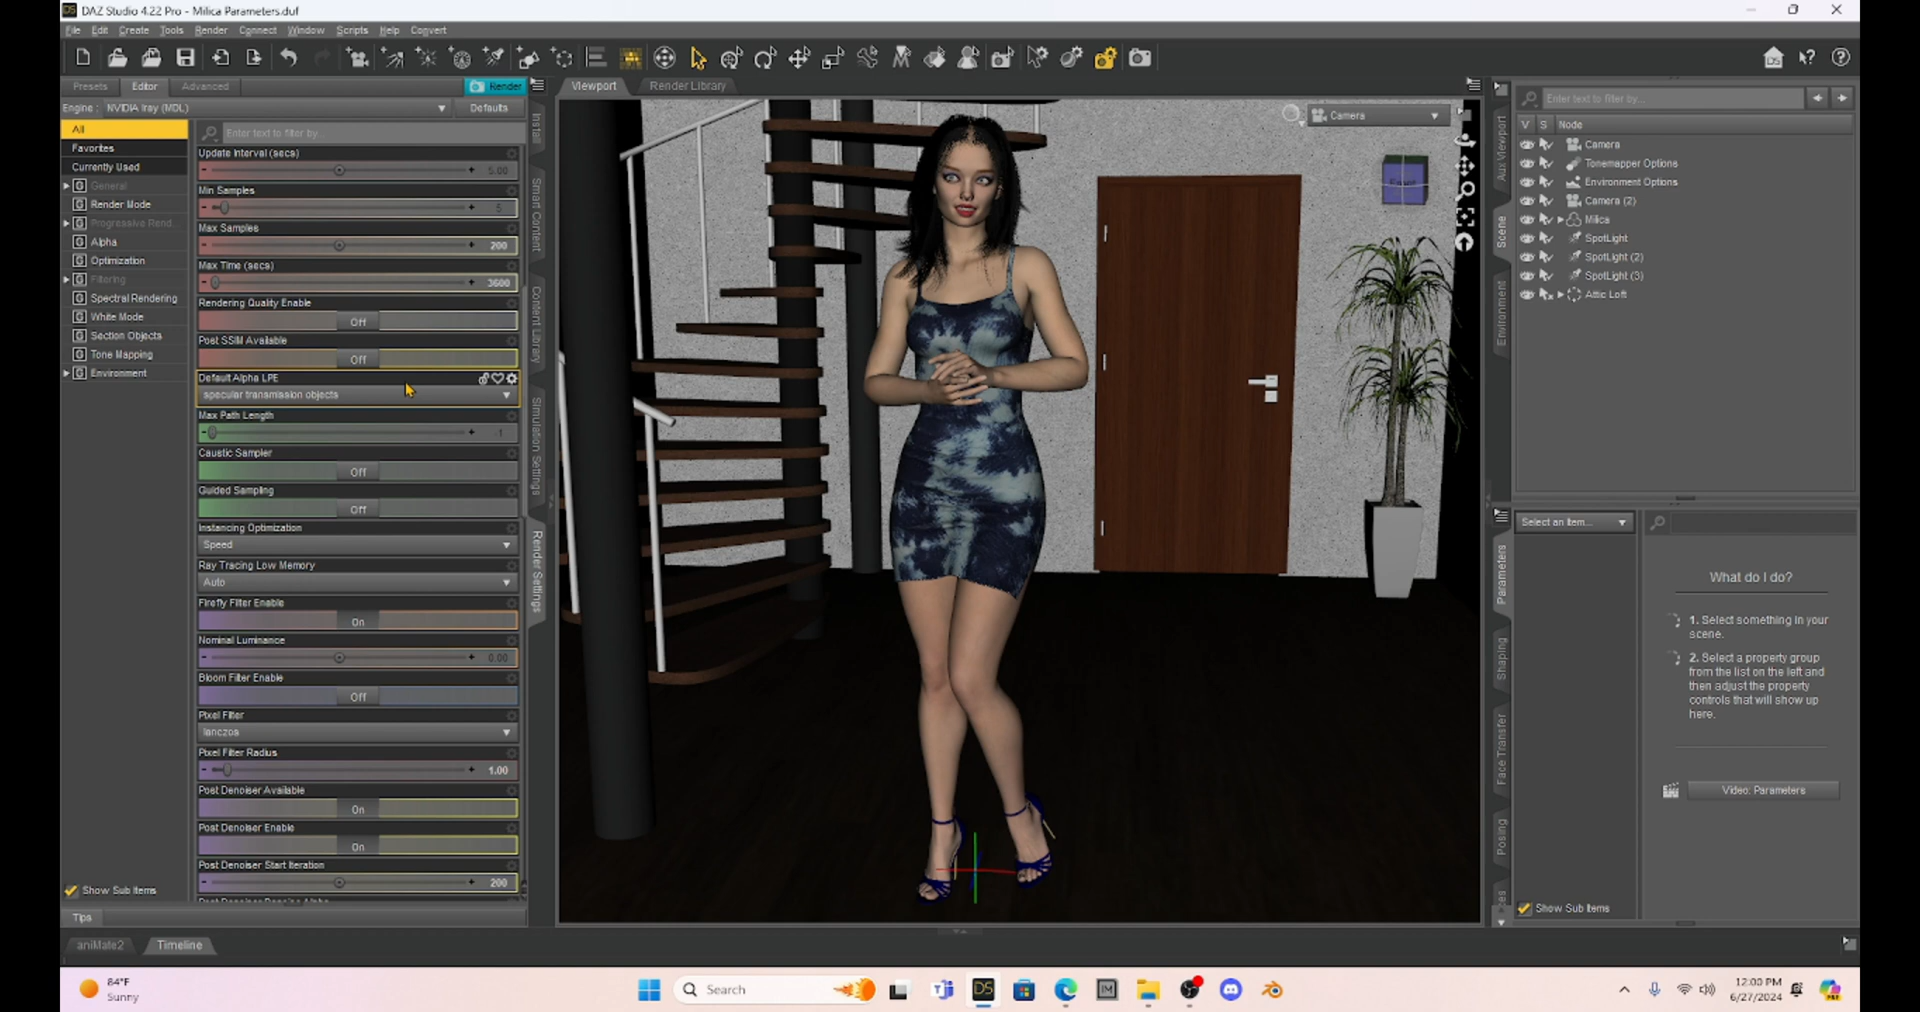 DAZ Studio 4.22 Pro - Milica Parameters.duf
File Edit Create Tools Render Connect Window Scripts Help Convert
Presets Editor Advanced Render
Engine : NVIDIA Iray (MDL) Defaults
All
Favorites
Currently Used
General
Render Mode
Progressive Rend
Alpha
Optimization
Filtering
Spectral Rendering
White Mode
Section Objects
Tone Mapping
Environment
Show Sub Items
Tips
Enter text to filter by...
Update Interval (secs)
5.00
Min Samples
5
Max Samples
200
Max Time (secs)
3600
Rendering Quality Enable
Off
Post SSIM Available
Off
Default Alpha LPE
specular transmission objects
Max Path Length
-1
Caustic Sampler
Off
Guided Sampling
Off
Instancing Optimization
Speed
Ray Tracing Low Memory
Auto
Firefly Filter Enable
On
Nominal Luminance
0.00
Bloom Filter Enable
Off
Pixel Filter
lanczos
Pixel Filter Radius
1.00
Post Denoiser Available
On
Post Denoiser Enable
On
Post Denoiser Start Iteration
200
Install
Smart Content
Content Library
Simulation Settings
Render Settings
Viewport Render Library
Camera
Front
Aux Viewport
Scene
Environment
Enter text to filter by...
V S Node
Camera
Tonemapper Options
Environment Options
Camera (2)
Milica
SpotLight
SpotLight (2)
SpotLight (3)
Attic Loft
Parameters
Shaping
Face Transfer
Posing
Select an Item...
What do I do?
1. Select something in your
scene.
2. Select a property group
from the list on the left and
then adjust the property
controls that will show up
here.
Video: Parameters
Show Sub Items
aniMate2 Timeline
84°F
Sunny
Search
12:00 PM
6/27/2024